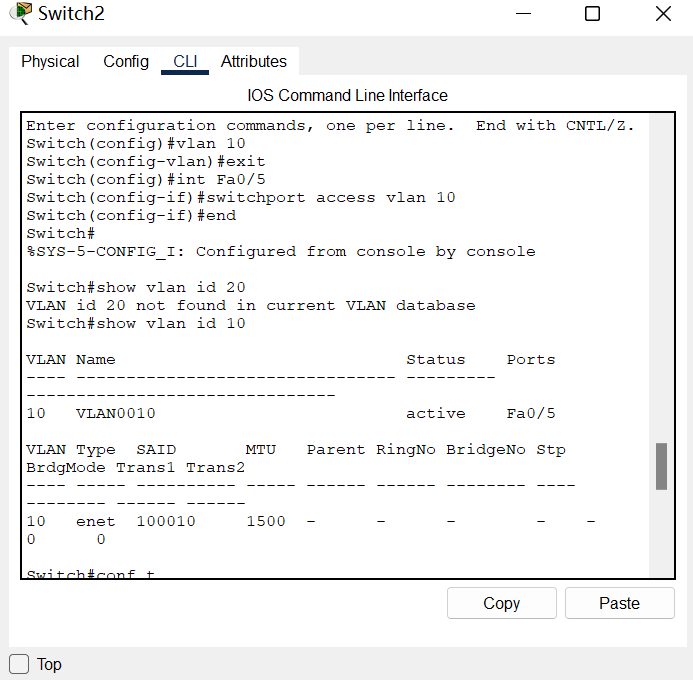 Switch2
Physical Config CLI Attributes
IOS Command Line Interface
Enter configuration commands, one per line.  End with CNTL/Z.
Switch(config)#vlan 10
Switch(config-vlan)#exit
Switch(config)#int Fa0/5
Switch(config-if)#switchport access vlan 10
Switch(config-if)#end
Switch#
%SYS-5-CONFIG_I: Configured from console by console
Switch#show vlan id 20
VLAN id 20 not found in current VLAN database
Switch#show vlan id 10
VLAN Name                             Status    Ports
---- -------------------------------- ---------
-------------------------------
10   VLAN0010                         active    Fa0/5
VLAN Type  SAID       MTU   Parent RingNo BridgeNo Stp
BrdgMode Trans1 Trans2
---- ----- ---------- ----- ------ ------ -------- ----
-------- ------ ------
10   enet  100010     1500  -      -      -        -    -
0      0
Switch#conf t
Copy Paste
Top